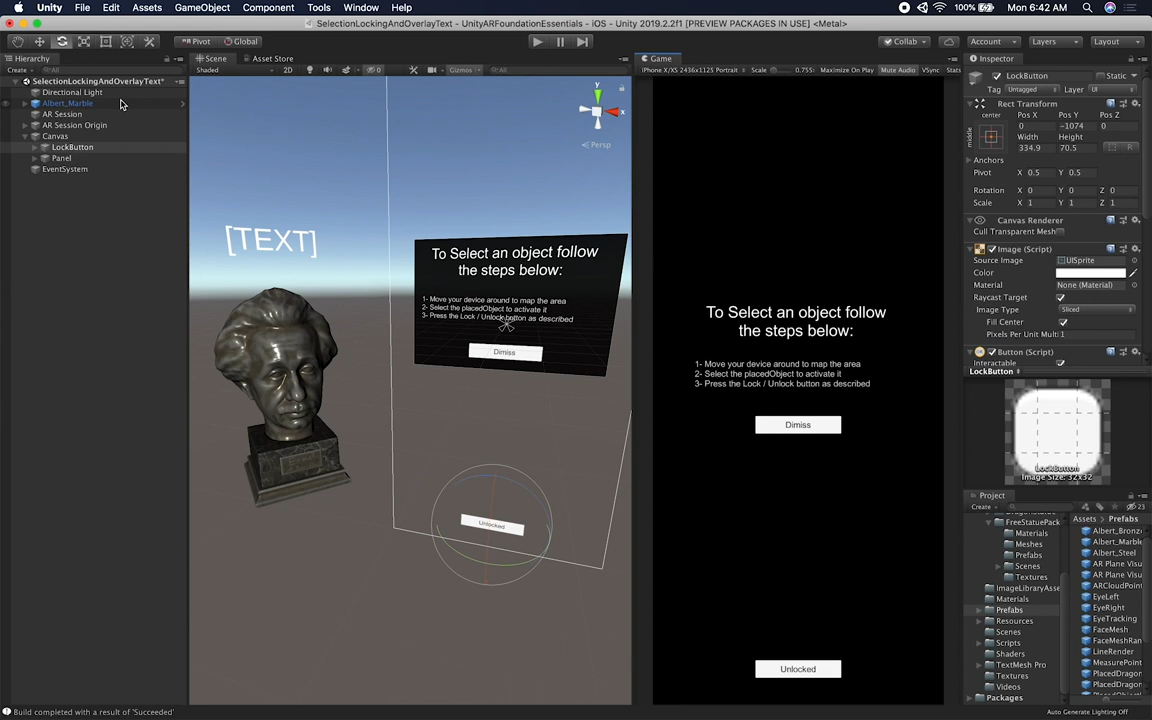 Unity File Edit Assets GameObject Component Tools Window Help
100% Mon 6:42 AM
SelectionLockingAndOverlayText - UnityARFoundationEssentials - iOS - Unity 2019.2.2f1 [PREVIEW PACKAGES IN USE] <Metal>
Pivot Global Collab Account Layers Layout
Hierarchy
Create All
SelectionLockingAndOverlayText*
Directional Light
Albert_Marble
AR Session
AR Session Origin
Canvas
LockButton
Panel
EventSystem
Scene Asset Store
Shaded 2D 0 Gizmos All
y
x
Persp
[TEXT]
To Select an object follow
the steps below:
1- Move your device around to map the area
2- Select the placedObject to activate it
3- Press the Lock / Unlock button as described
Dimiss
Unlocked
Game
iPhone X/XS 2436x1125 Portrait Scale 0.755: Maximize On Play Mute Audio VSync Stats
To Select an object follow
the steps below:
1- Move your device around to map the area
2- Select the placedObject to activate it
3- Press the Lock / Unlock button as described
Dimiss
Unlocked
Inspector
LockButton Static
Tag Untagged Layer UI
Rect Transform
center Pos X Pos Y Pos Z
middle 0 -1074 0
Width Height
334.9 70.5
R
Anchors
Pivot X 0.5 Y 0.5
Rotation X 0 Y 0 Z 0
Scale X 1 Y 1 Z 1
Canvas Renderer
Cull Transparent Mesh
Image (Script)
Source Image UISprite
Color
Material None (Material)
Raycast Target
Image Type Sliced
Fill Center
Pixels Per Unit Multi 1
Button (Script)
Interactable
LockButton
LockButton
Image Size: 32x32
Project
Create 23
FreeStatuePack
Materials
Meshes
Prefabs
Scenes
Textures
ImageLibraryAsse
Materials
Prefabs
Resources
Scenes
Scripts
Shaders
TextMesh Pro
Textures
Videos
Packages
Assets > Prefabs
Albert_Bronz
Albert_Marble
Albert_Steel
AR Plane Visu
AR Plane Visu
ARCloudPoint
EyeLeft
EyeRight
EyeTracking
FaceMesh
FaceMeshRan
LineRender
MeasurePoint
PlacedDragon
PlacedDragon
Build completed with a result of 'Succeeded'
Auto Generate Lighting Off